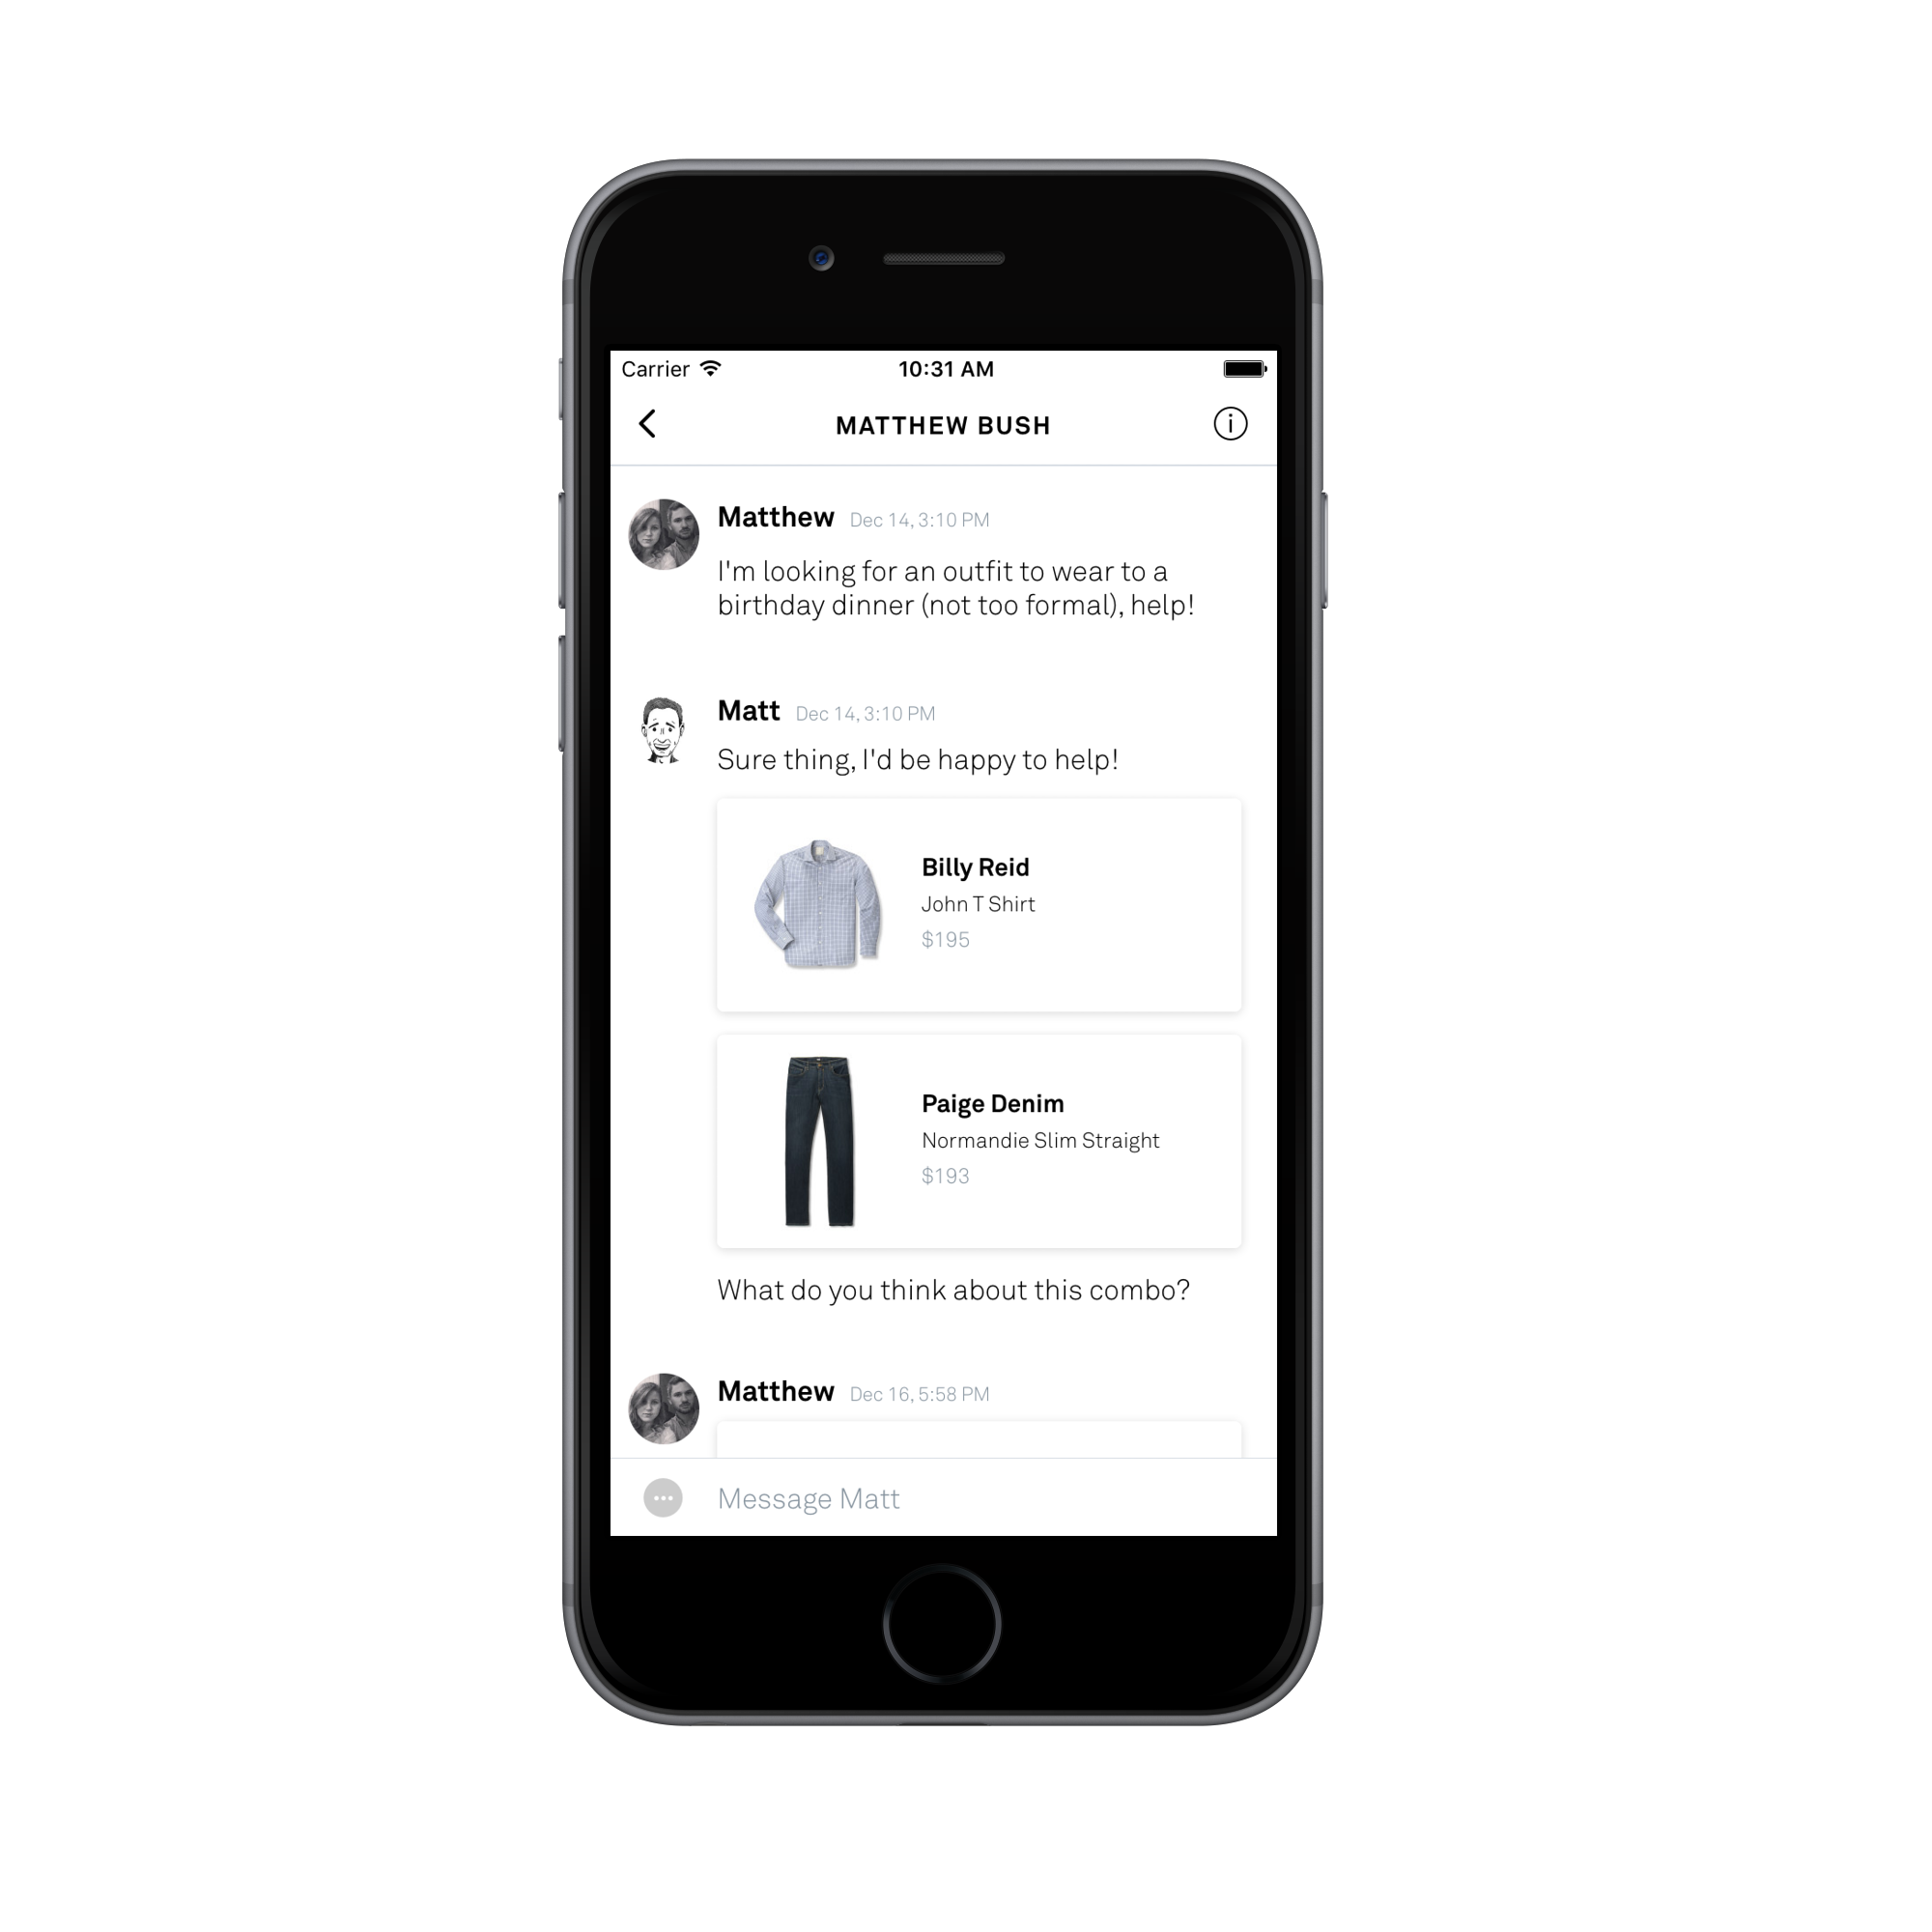 Carrier 10:31 AM
MATTHEW BUSH
Matthew Dec 14, 3:10 PM
I'm looking for an outfit to wear to a
birthday dinner (not too formal), help!
Matt Dec 14, 3:10 PM
Sure thing, I'd be happy to help!
Billy Reid
John T Shirt
$195
Paige Denim
Normandie Slim Straight
$193
What do you think about this combo?
Matthew Dec 16, 5:58 PM
Message Matt